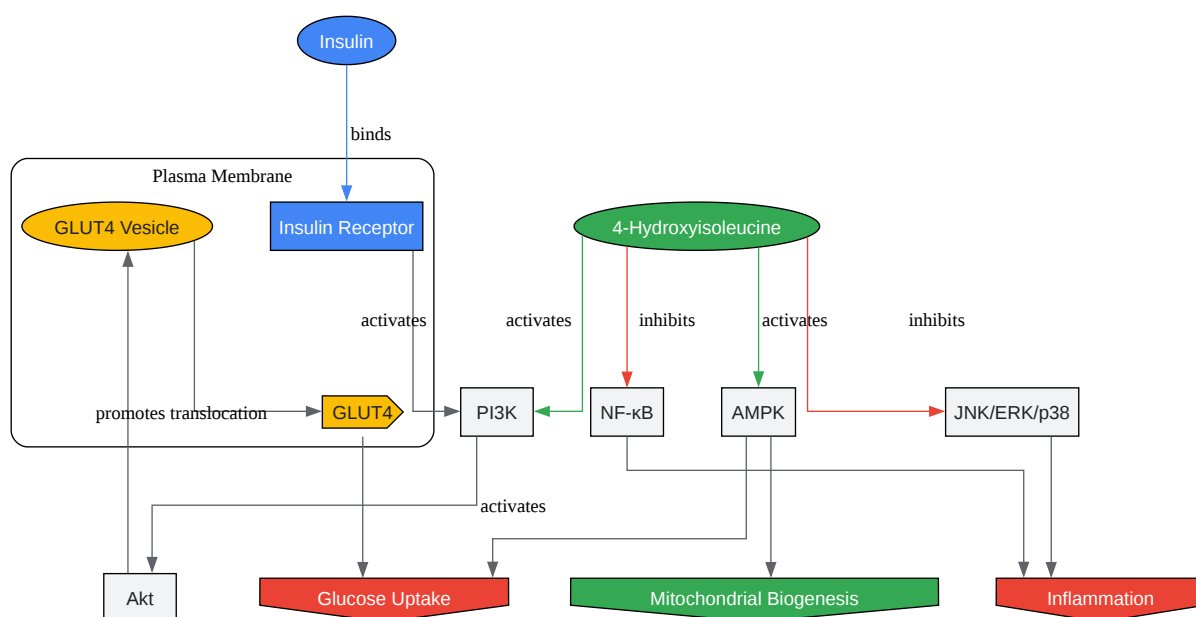 Insulin
binds
Plasma Membrane
GLUT4 Vesicle
Insulin Receptor
4-Hydroxyisoleucine
activates
activates
inhibits
activates
inhibits
promotes translocation
GLUT4
PI3K
NF-κB
AMPK
JNK/ERK/p38
activates
Akt
Glucose Uptake
Mitochondrial Biogenesis
Inflammation